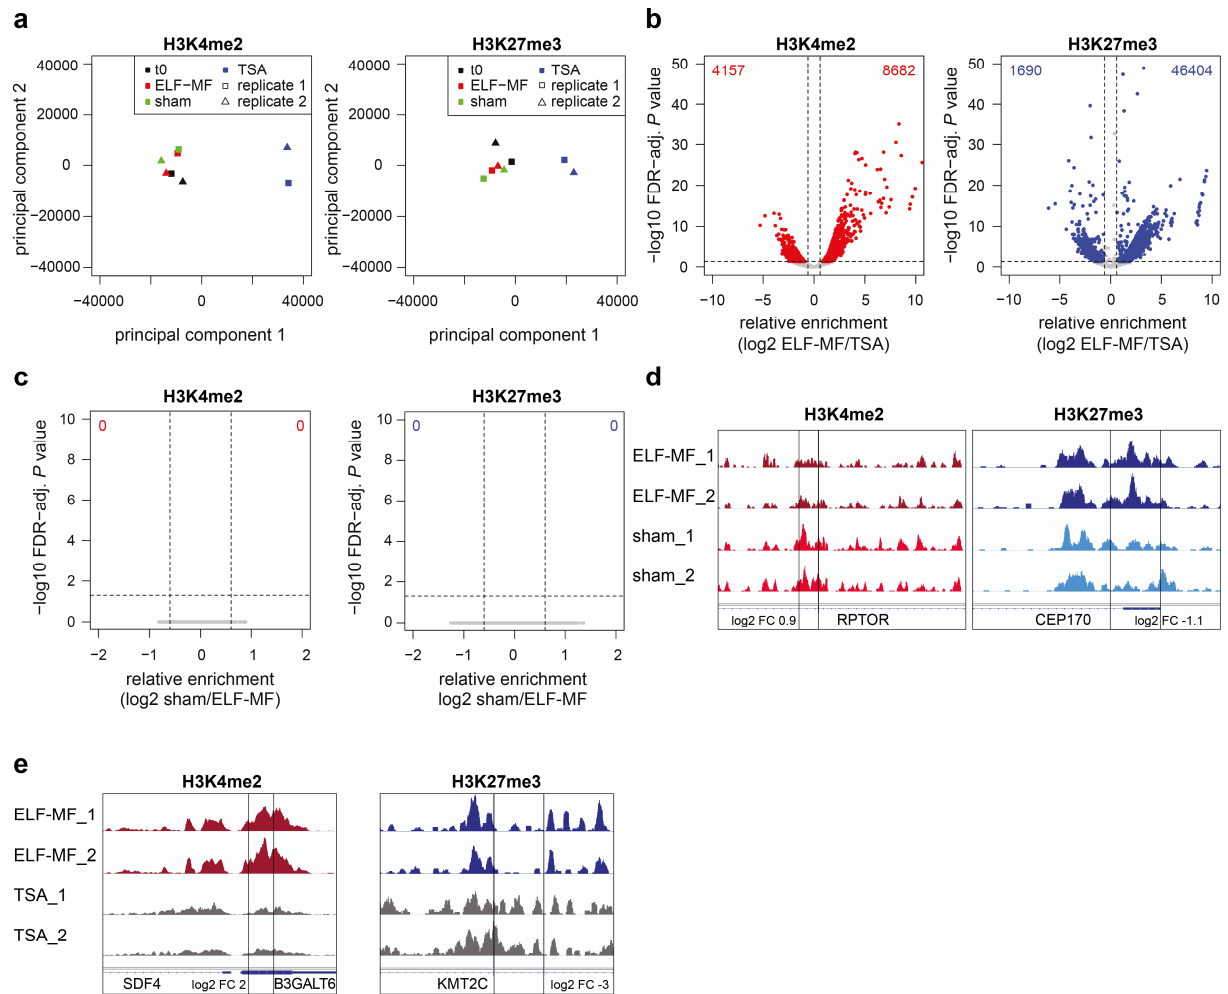 a
H3K4me2
H3K27me3
principal component 2
40000
20000
0
−20000
−40000
−40000
0
40000
principal component 1
t0
ELF−MF
sham
TSA
replicate 1
replicate 2
principal component 2
40000
20000
0
−20000
−40000
−40000
0
40000
principal component 1
t0
ELF−MF
sham
TSA
replicate 1
replicate 2
b
H3K4me2
H3K27me3
−log10 FDR−adj. P value
50
40
30
20
10
0
4157
8682
−10
−5
0
5
10
relative enrichment
(log2 ELF-MF/TSA)
−log10 FDR−adj. P value
50
40
30
20
10
0
1690
46404
−10
−5
0
5
10
relative enrichment
(log2 ELF-MF/TSA)
c
H3K4me2
H3K27me3
−log10 FDR−adj. P value
10
8
6
4
2
0
0
0
−2
−1
0
1
2
relative enrichment
(log2 sham/ELF-MF)
−log10 FDR−adj. P value
10
8
6
4
2
0
0
0
−2
−1
0
1
2
relative enrichment
log2 sham/ELF-MF
d
H3K4me2
H3K27me3
ELF-MF_1
ELF-MF_2
sham_1
sham_2
log2 FC 0.9
RPTOR
CEP170
log2 FC -1.1
e
H3K4me2
H3K27me3
ELF-MF_1
ELF-MF_2
TSA_1
TSA_2
SDF4
log2 FC 2
B3GALT6
KMT2C
log2 FC -3